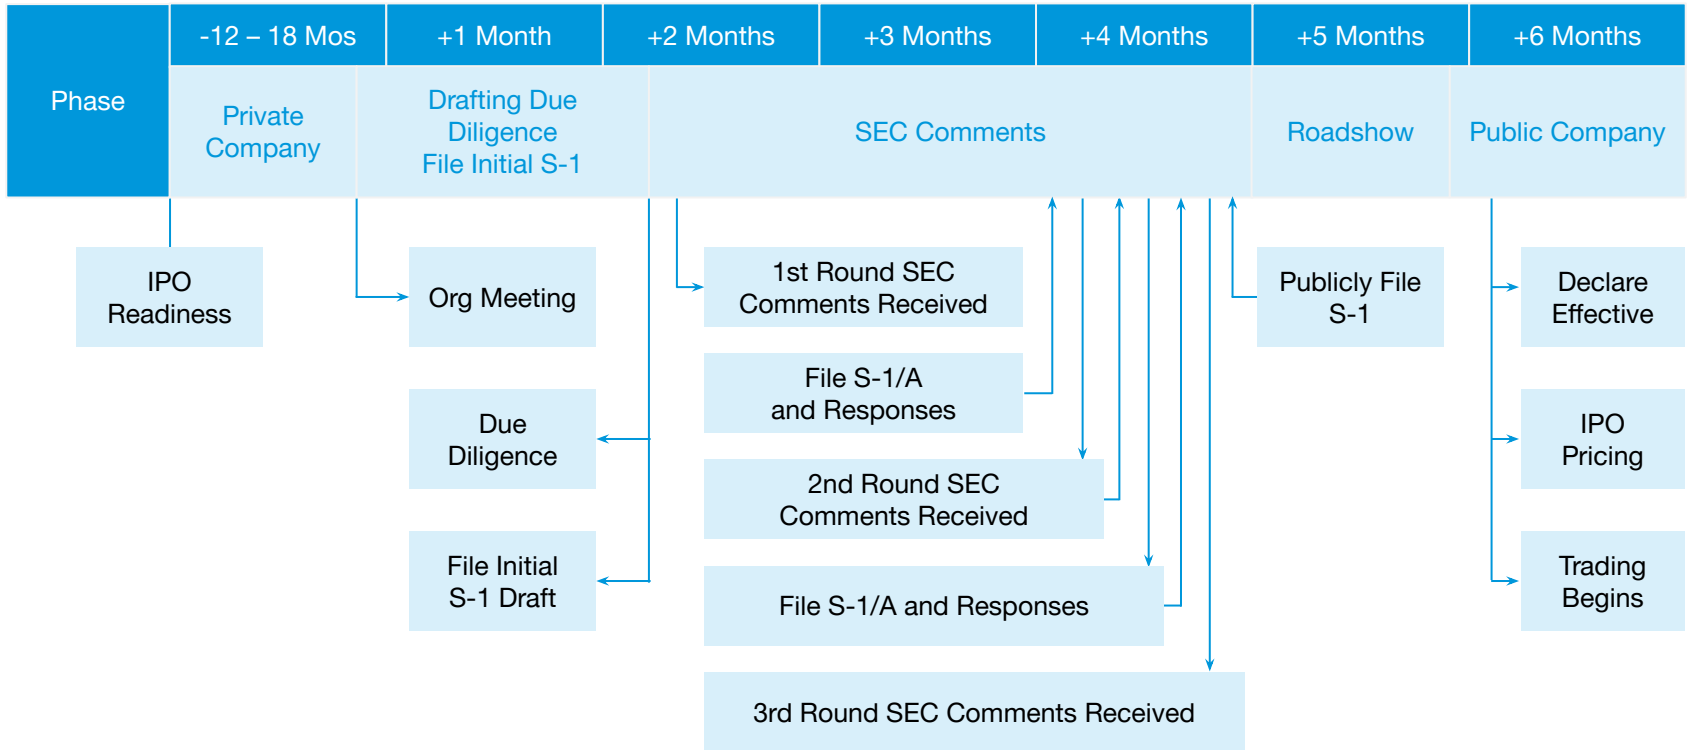 Phase
-12 – 18 Mos
+1 Month
+2 Months
+3 Months
+4 Months
+5 Months
+6 Months
Private
Company
Drafting Due
Diligence
File Initial S-1
SEC Comments
Roadshow
Public Company
IPO
Readiness
Org Meeting
Due
Diligence
File Initial
S-1 Draft
1st Round SEC
Comments Received
File S-1/A
and Responses
2nd Round SEC
Comments Received
File S-1/A and Responses
3rd Round SEC Comments Received
Publicly File
S-1
Declare
Effective
IPO
Pricing
Trading
Begins